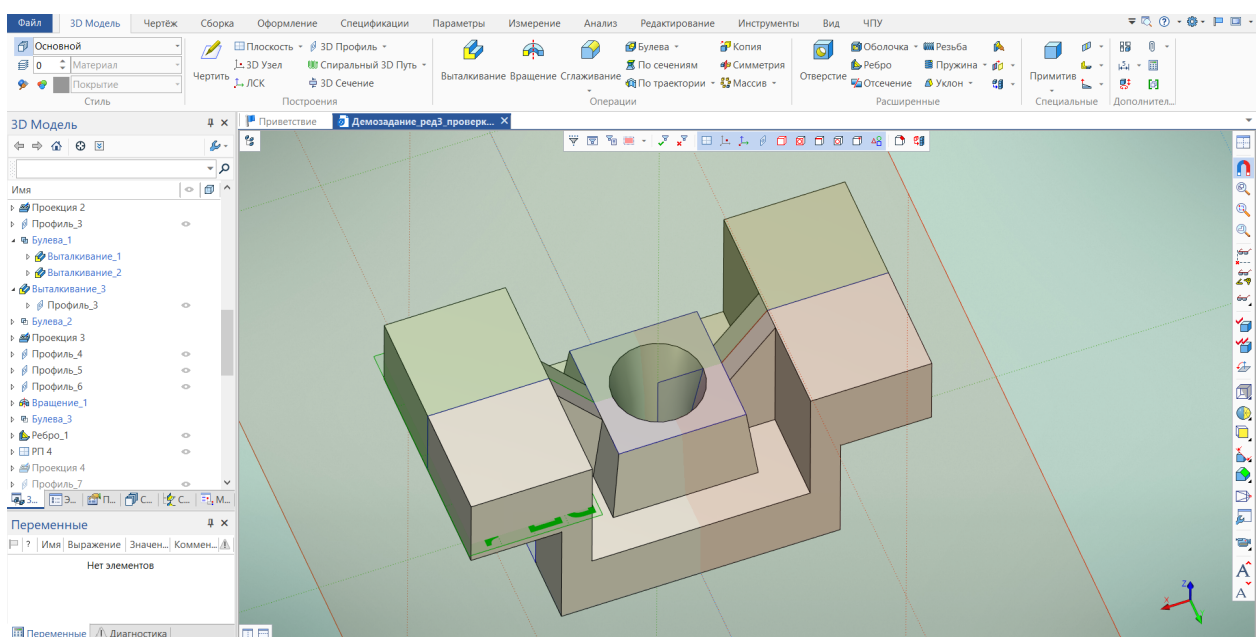 Файл 3D Модель Чертёж Сборка Оформление Спецификации Параметры Измерение Анализ Редактирование Инструменты Вид ЧПУ
Основной
0 Материал
Покрытие
Стиль
Чертить
Плоскость 3D Профиль
3D Узел Спиральный 3D Путь
ЛСК 3D Сечение
Построения
Выталкивание Вращение Сглаживание
Булева Копия
По сечениям Симметрия
По траектории Массив
Операции
Отверстие
Оболочка Резьба
Ребро Пружина
Отсечение Уклон
Расширенные
Примитив
Специальные
Дополнител...
3D Модель
Приветствие
Демозадание_ред3_проверк...
Имя
Проекция 2
Профиль_3
Булева_1
Выталкивание_1
Выталкивание_2
Выталкивание_3
Профиль_3
Булева_2
Проекция 3
Профиль_4
Профиль_5
Профиль_6
Вращение_1
Булева_3
Ребро_1
РП 4
Проекция 4
Профиль_7
З... Э... П... С... С... М...
Переменные
? Имя Выражение Значен... Коммен...
Нет элементов
Переменные Диагностика
Z
X
Y